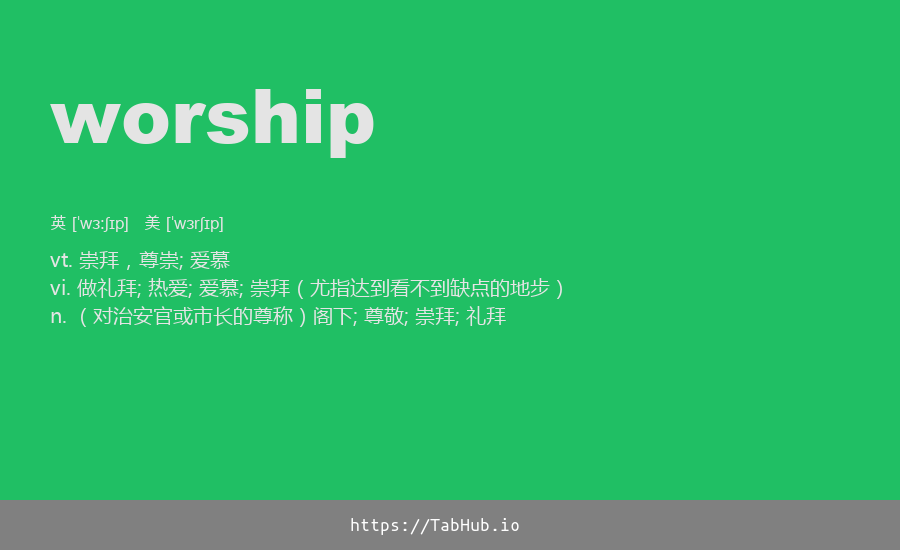 worship
英 [ˈwɜːʃɪp] 美 [ˈwɜrʃɪp]
vt. 崇拜，尊崇; 爱慕
vi. 做礼拜; 热爱; 爱慕; 崇拜（尤指达到看不到缺点的地步）
n. （对治安官或市长的尊称）阁下; 尊敬; 崇拜; 礼拜
https://TabHub.io